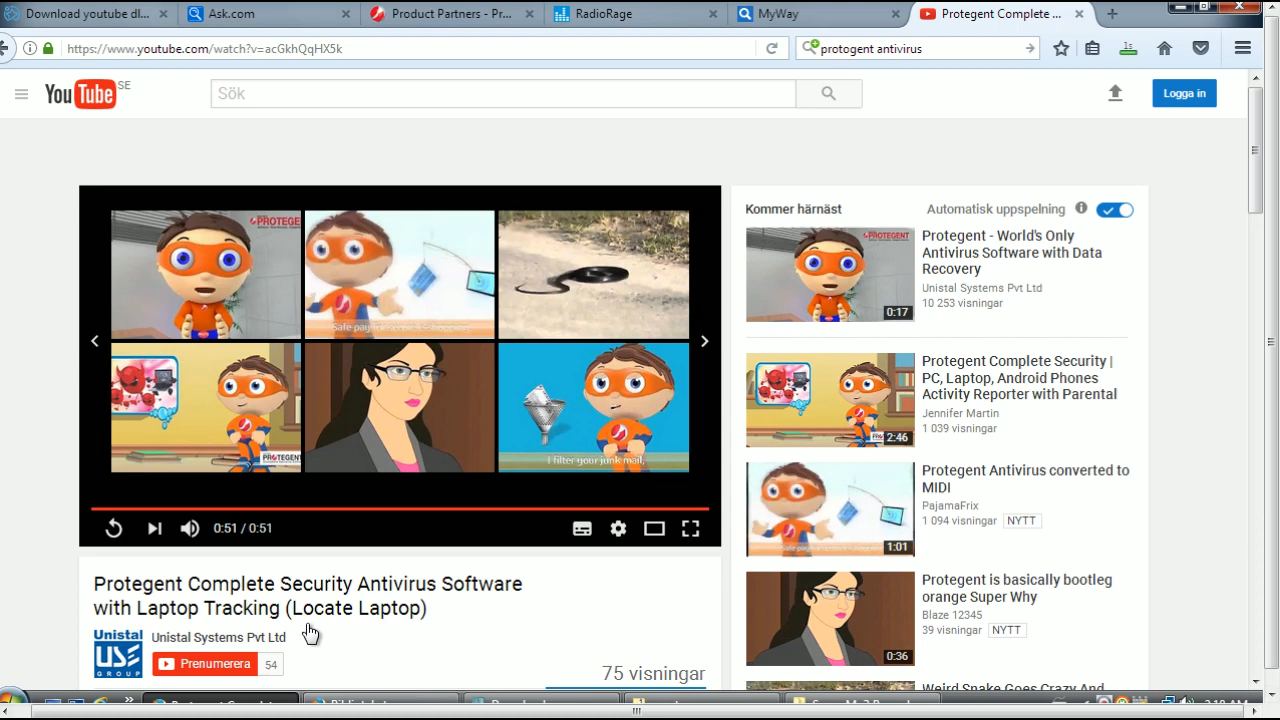 Download youtube dl...
Ask.com
Product Partners - Pr...
RadioRage
MyWay
Protegent Complete ...
https://www.youtube.com/watch?v=acGkhQqHX5k
protogent antivirus
YouTube SE
Sök
Logga in
PROTEGENT
Safe pay for secure e-shopping
PROTEGENT
I filter your junk mail,
0:51 / 0:51
Protegent Complete Security Antivirus Software
with Laptop Tracking (Locate Laptop)
Unistal
USE
GROUP
Unistal Systems Pvt Ltd
Prenumerera
54
75 visningar
Kommer härnäst
Automatisk uppspelning
PROTEGENT
0:17
Protegent - World's Only
Antivirus Software with Data
Recovery
Unistal Systems Pvt Ltd
10 253 visningar
2:46
Protegent Complete Security |
PC, Laptop, Android Phones
Activity Reporter with Parental
Jennifer Martin
1 039 visningar
1:01
Protegent Antivirus converted to
MIDI
PajamaFrix
1 094 visningar
NYTT
0:36
Protegent is basically bootleg
orange Super Why
Blaze 12345
39 visningar
NYTT
Weird Snake Goes Crazy And